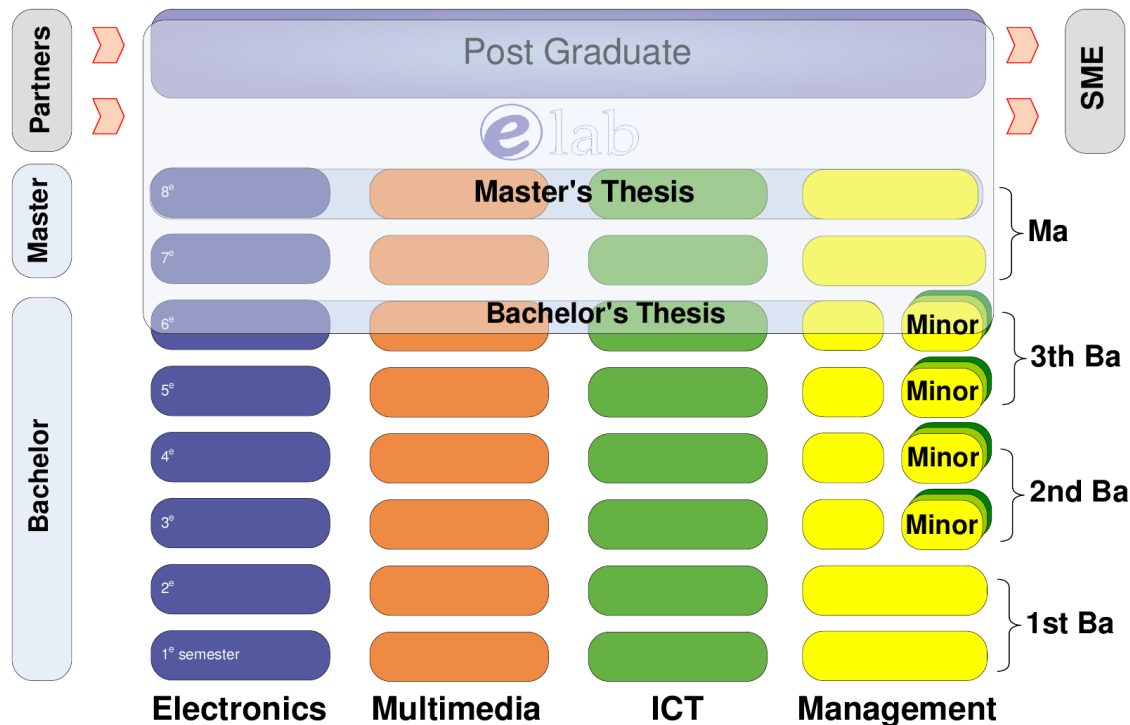 Partners
Post Graduate
SME
e lab
Master
8e
Master's Thesis
7e
Ma
Bachelor
6e
Bachelor's Thesis
Minor
3th Ba
5e
Minor
4e
Minor
2nd Ba
3e
Minor
2e
1st Ba
1e semester
Electronics
Multimedia
ICT
Management